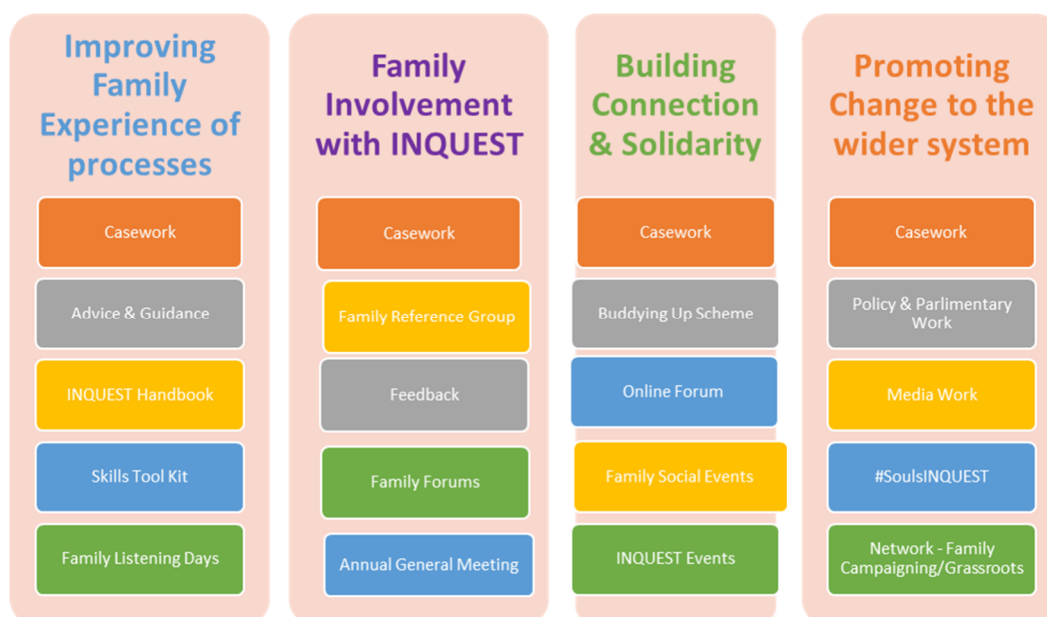 Improving
Family
Experience of
processes
Casework
Advice & Guidance
INQUEST Handbook
Skills Tool Kit
Family Listening Days
Family
Involvement
with INQUEST
Casework
Family Reference Group
Feedback
Family Forums
Annual General Meeting
Building
Connection
& Solidarity
Casework
Buddying Up Scheme
Online Forum
Family Social Events
INQUEST Events
Promoting
Change to the
wider system
Casework
Policy & Parlimentary
Work
Media Work
#SoulsINQUEST
Network - Family
Campaigning/Grassroots